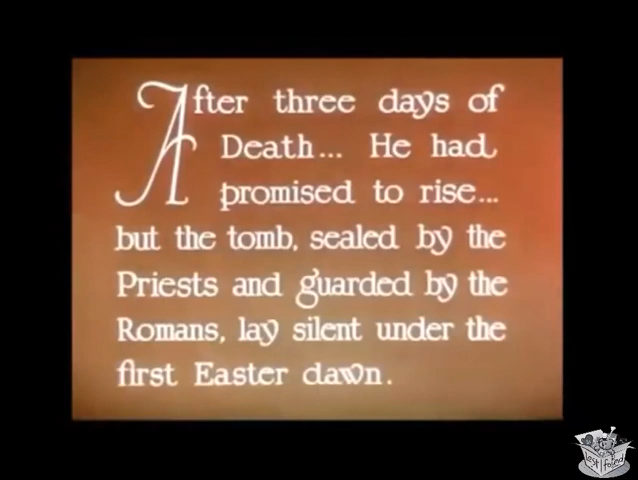 After three days of
Death... He had
promised to rise...
but the tomb, sealed by the
Priests and guarded by the
Romans, lay silent under the
first Easter dawn.